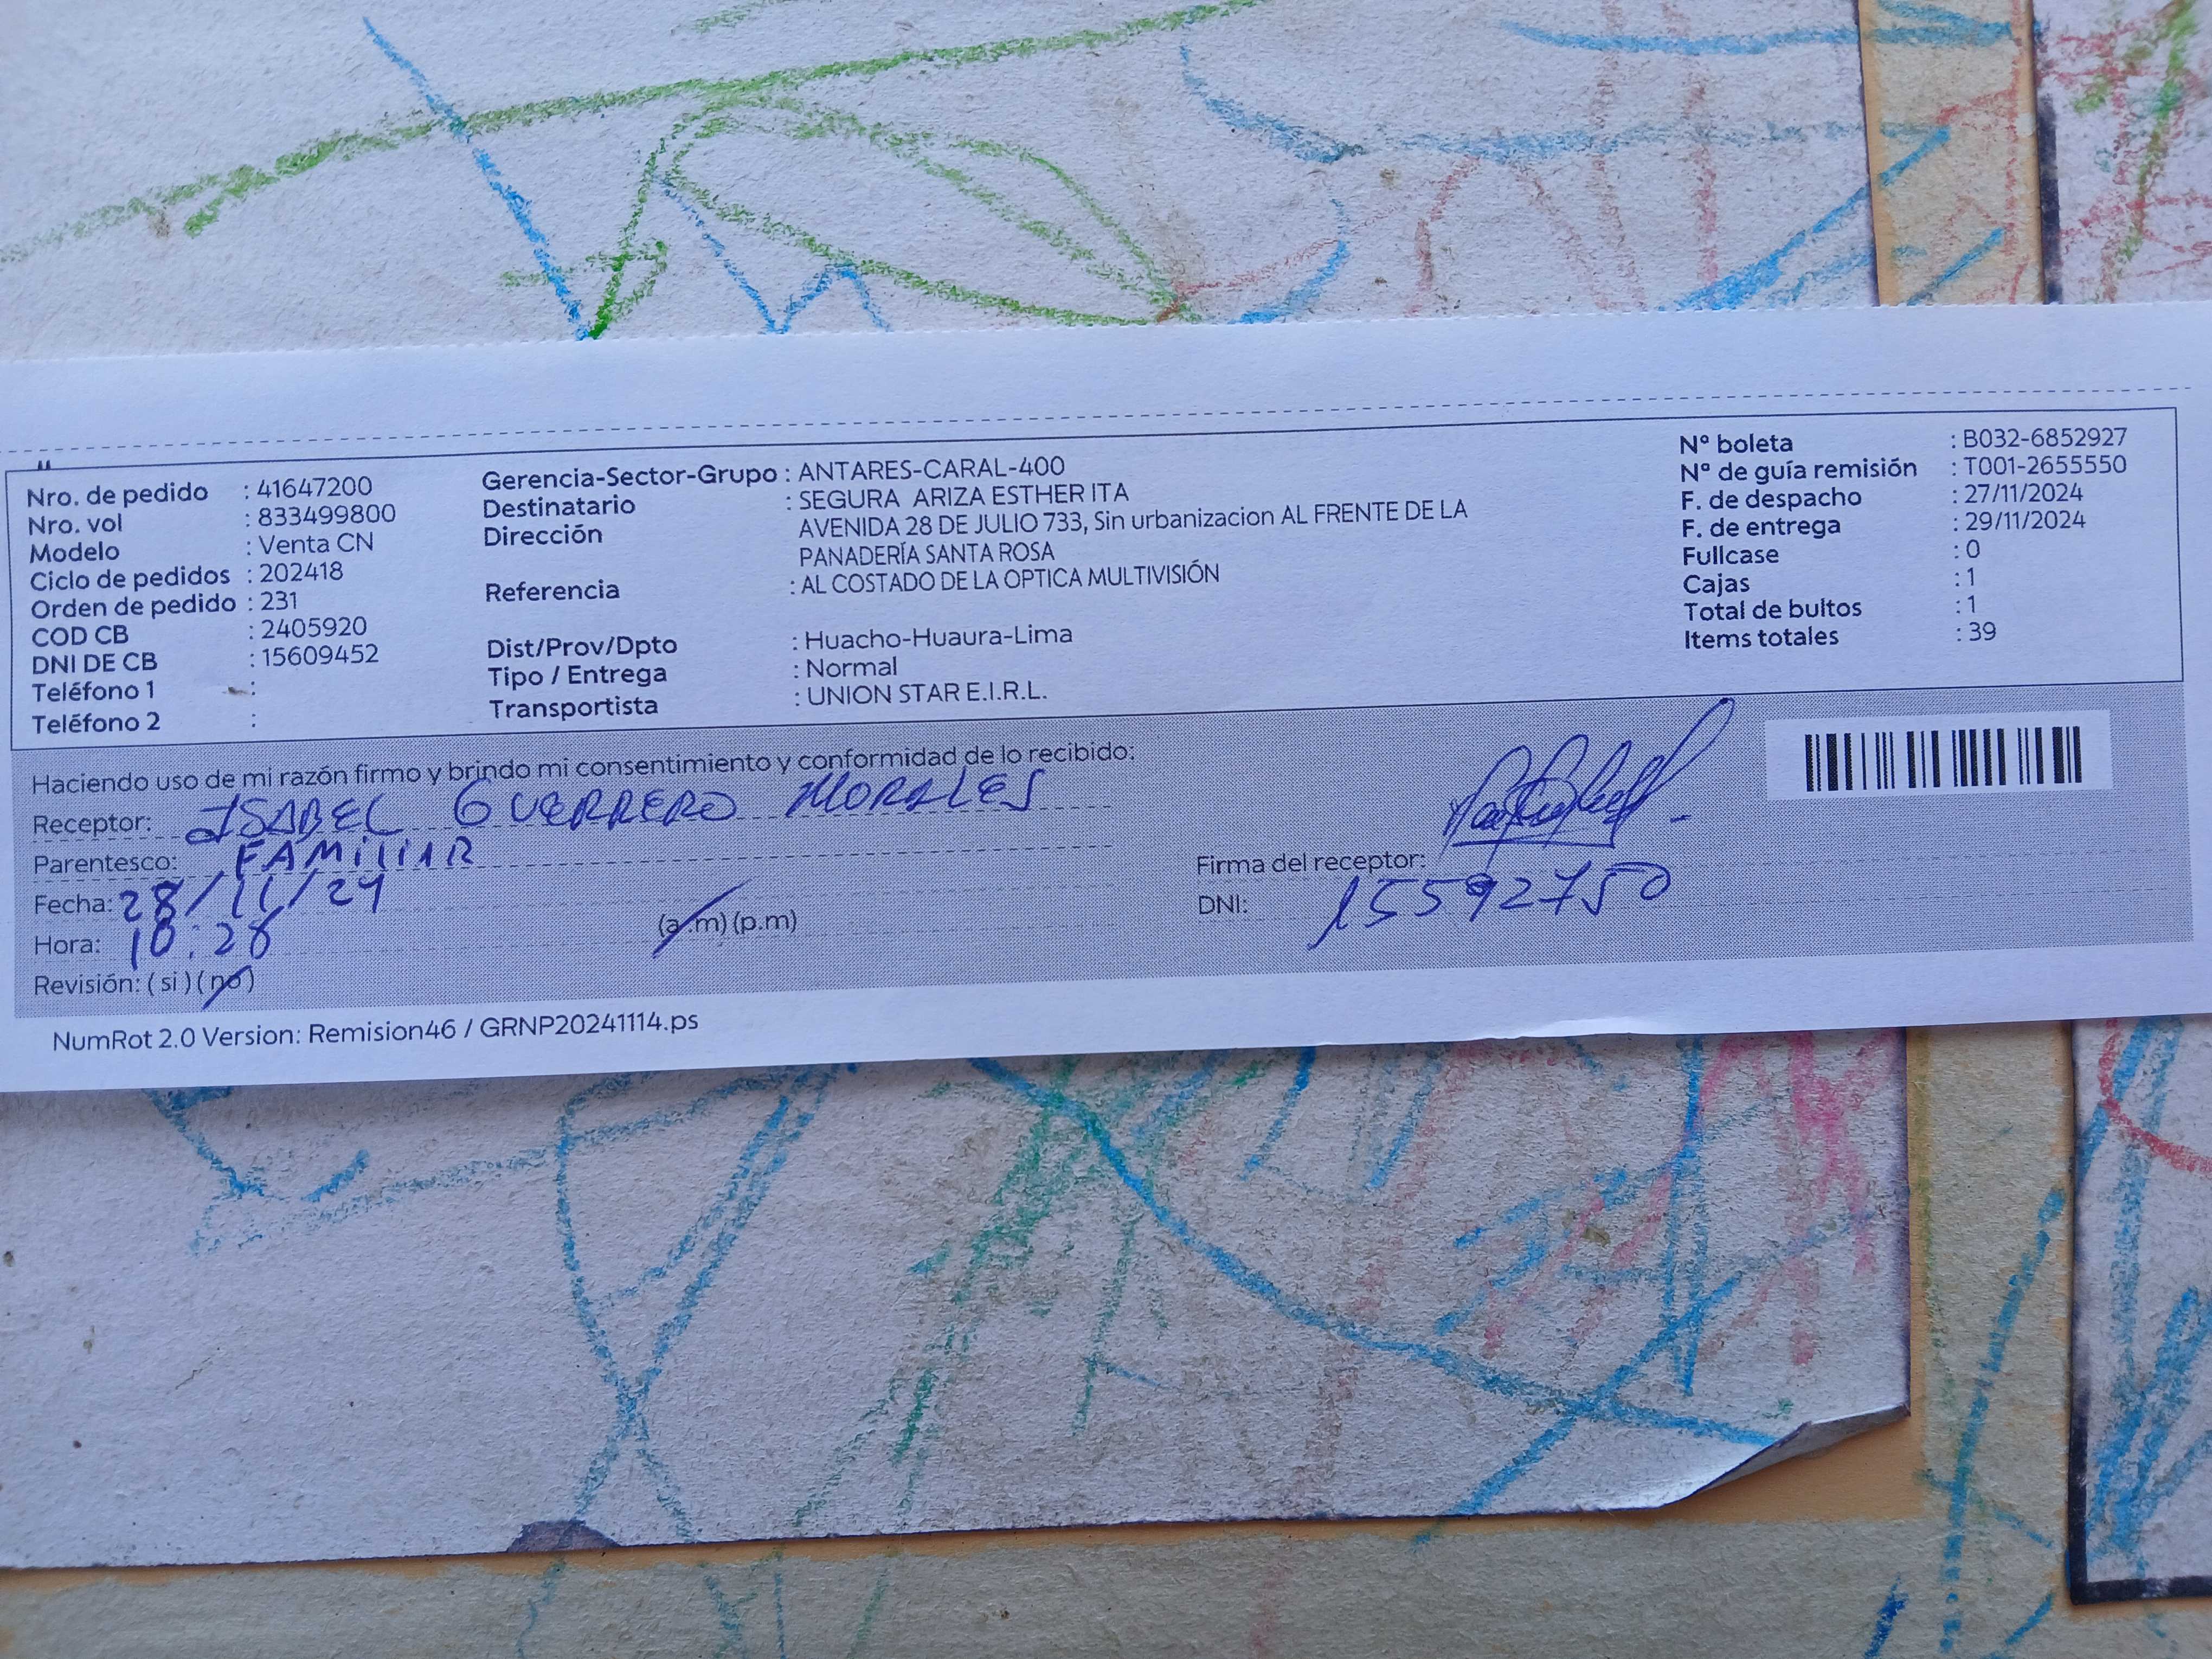 Nro. de pedido : 41647200
Nro. vol : 833499800
Modelo : Venta CN
Ciclo de pedidos : 202418
Orden de pedido : 231
COD CB : 2405920
DNI DE CB : 15609452
Teléfono 1 :
Teléfono 2 :
Gerencia-Sector-Grupo : ANTARES-CARAL-400
Destinatario : SEGURA ARIZA ESTHER ITA
Dirección AVENIDA 28 DE JULIO 733, Sin urbanizacion AL FRENTE DE LA
PANADERÍA SANTA ROSA
Referencia : AL COSTADO DE LA OPTICA MULTIVISIÓN
Dist/Prov/Dpto : Huacho-Huaura-Lima
Tipo / Entrega : Normal
Transportista : UNION STAR E.I.R.L.
Nº boleta : B032-6852927
Nº de guía remisión : T001-2655550
F. de despacho : 27/11/2024
F. de entrega : 29/11/2024
Fullcase : 0
Cajas : 1
Total de bultos : 1
Items totales : 39
Haciendo uso de mi razón firmo y brindo mi consentimiento y conformidad de lo recibido:
Receptor: ISABEL GUERRERO MORALES
Parentesco: FAMILIAR
Fecha: 28/11/24
Hora: 10:28 (a.m) (p.m)
Revisión: ( si ) ( no )
Firma del receptor:
DNI: 15592750
NumRot 2.0 Version: Remision46 / GRNP20241114.ps